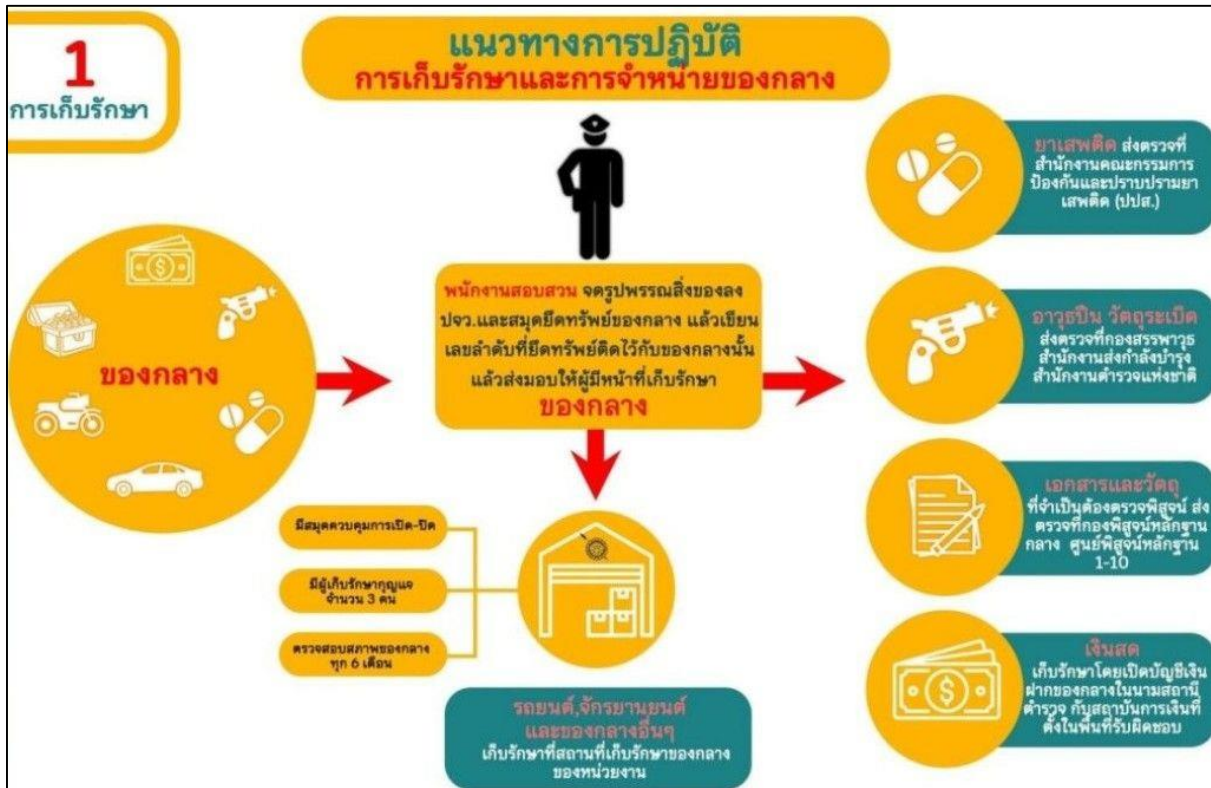 1
การเก็บรักษา
แนวทางการปฏิบัติ
การเก็บรักษาและการจำหน่ายของกลาง
ของกลาง
พนักงานสอบสวน จดรูปพรรณสิ่งของลง
ปจว.และสมุดยึดทรัพย์ของกลาง แล้วเขียน
เลขลำดับที่ยึดทรัพย์ติดไว้กับของกลางนั้น
แล้วส่งมอบให้ผู้มีหน้าที่เก็บรักษา
ของกลาง
มีสมุดควบคุมการเปิด-ปิด
มีผู้เก็บรักษากุญแจ
จำนวน 3 คน
ตรวจสอบสภาพของกลาง
ทุก 6 เดือน
รถยนต์,จักรยานยนต์
และของกลางอื่นๆ
เก็บรักษาที่สถานที่เก็บรักษาของกลาง
ของหน่วยงาน
ยาเสพติด ส่งตรวจที่
สำนักงานคณะกรรมการ
ป้องกันและปราบปรามยา
เสพติด (ปปส.)
อาวุธปืน วัตถุระเบิด
ส่งตรวจที่กองสรรพาวุธ
สำนักงานส่งกำลังบำรุง
สำนักงานตำรวจแห่งชาติ
เอกสารและวัตถุ
ที่จำเป็นต้องตรวจพิสูจน์ ส่ง
ตรวจที่กองพิสูจน์หลักฐาน
กลาง ศูนย์พิสูจน์หลักฐาน
1-10
เงินสด
เก็บรักษาโดยเปิดบัญชีเงิน
ฝากของกลางในนามสถานี
ตำรวจ กับสถาบันการเงินที่
ตั้งในพื้นที่รับผิดชอบ
$
$